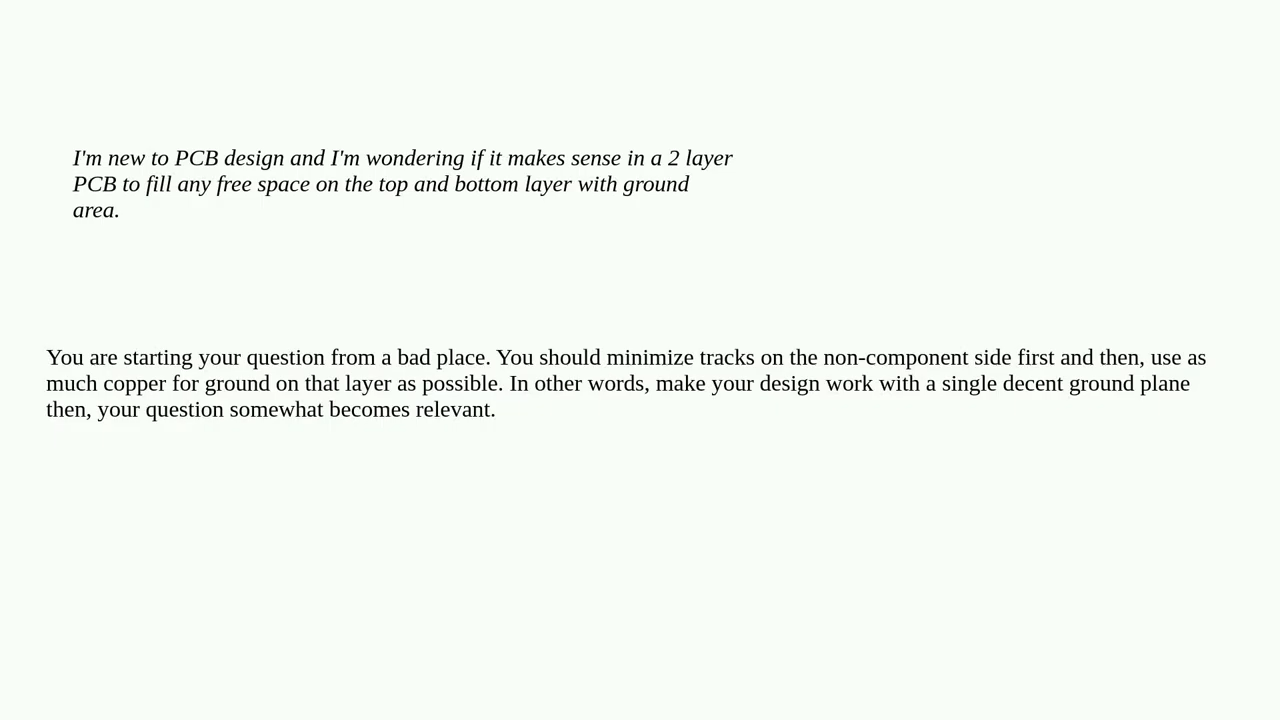 I'm new to PCB design and I'm wondering if it makes sense in a 2 layer
PCB to fill any free space on the top and bottom layer with ground
area.
You are starting your question from a bad place. You should minimize tracks on the non-component side first and then, use as
much copper for ground on that layer as possible. In other words, make your design work with a single decent ground plane
then, your question somewhat becomes relevant.